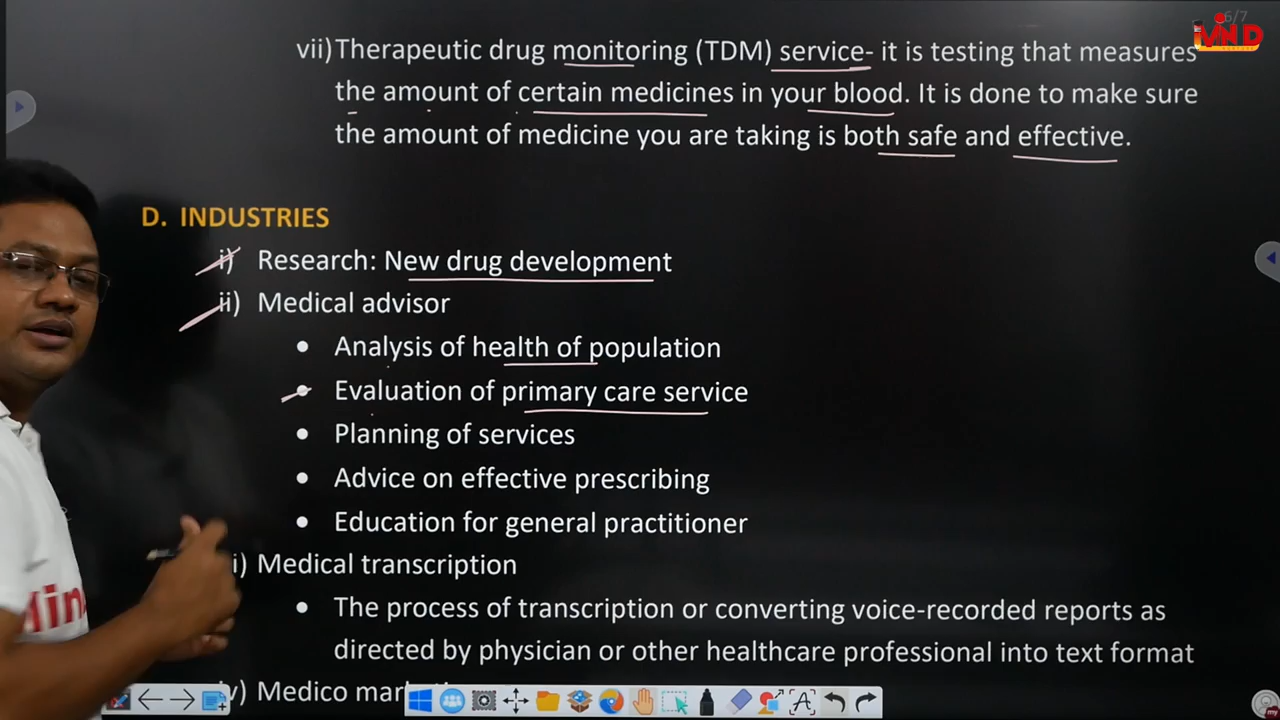 6/7
vii)Therapeutic drug monitoring (TDM) service- it is testing that measures
the amount of certain medicines in your blood. It is done to make sure
the amount of medicine you are taking is both safe and effective.
D. INDUSTRIES
i) Research: New drug development
ii) Medical advisor
• Analysis of health of population
• Evaluation of primary care service
• Planning of services
• Advice on effective prescribing
• Education for general practitioner
i) Medical transcription
• The process of transcription or converting voice-recorded reports as
directed by physician or other healthcare professional into text format
v) Medico